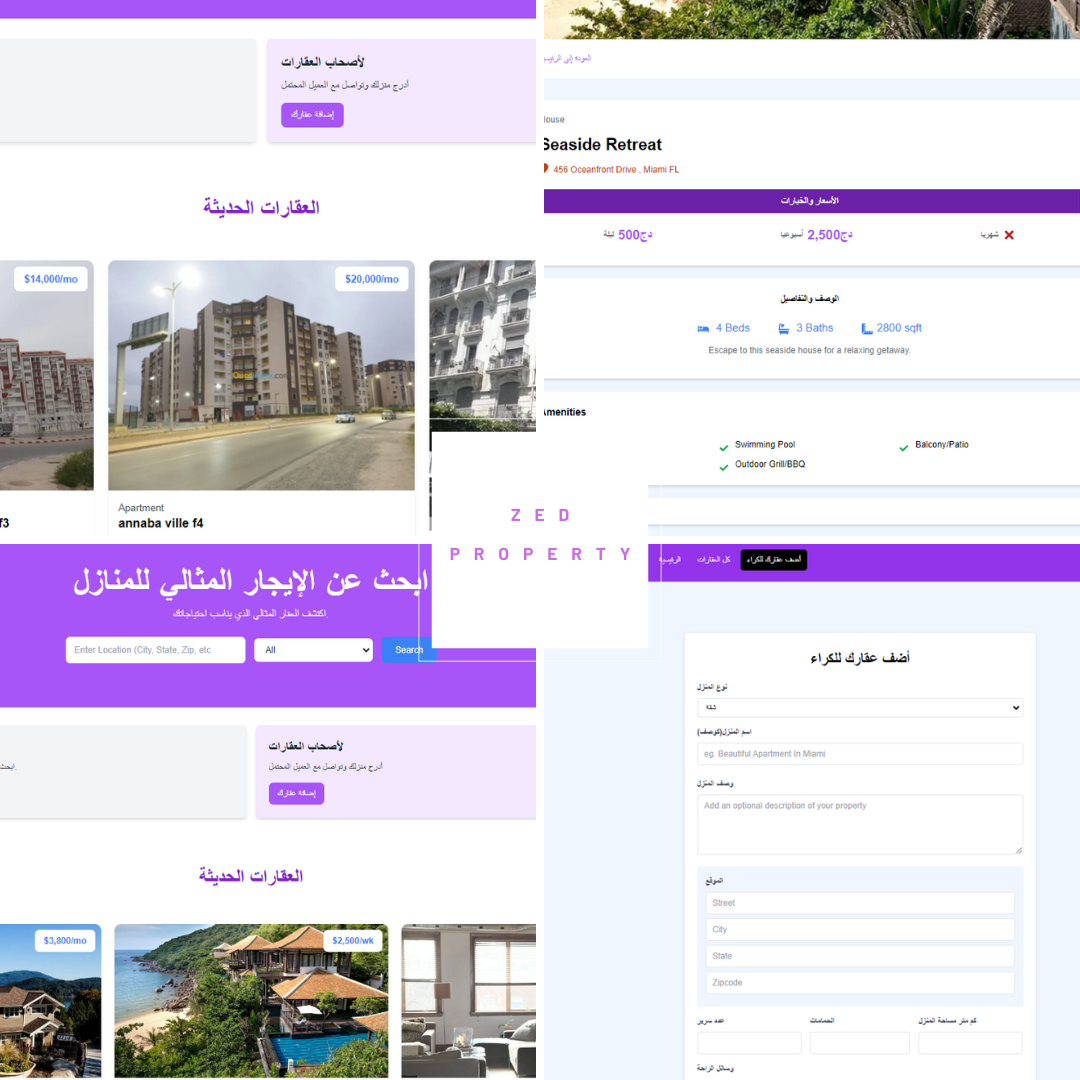 لأصحاب العقارات
أدرج منزلك وتواصل مع العميل المحتمل
إضافة عقارك
العقارات الحديثة
$14,000/mo
$20,000/mo
f3
Apartment
annaba ville f4
العودة إلى الرئيس
House
Seaside Retreat
456 Oceanfront Drive , Miami FL
الأسعار والخيارات
ليلة 500دج
أسبوعيا 2,500دج
شهريا
الوصف والتفاصيل
4 Beds
3 Baths
2800 sqft
Escape to this seaside house for a relaxing getaway.
Amenities
Swimming Pool
Balcony/Patio
Outdoor Grill/BBQ
ZED
PROPERTY
ابحث عن الإيجار المثالي للمنازل
اكتشف العقار المثالي الذي يناسب احتياجاتك.
Enter Location (City, State, Zip, etc
All
Search
لأصحاب العقارات
أدرج منزلك وتواصل مع العميل المحتمل
إضافة عقارك
العقارات الحديثة
$3,800/mo
$2,500/wk
الرئيسية
كل العقارات
أضف عقارك للكراء
أضف عقارك للكراء
نوع المنزل
شقة
اسم المنزل(كوصف)
eg. Beautiful Apartment In Miami
وصف المنزل
Add an optional description of your property
الموقع
Street
City
State
Zipcode
عدد سرير
الحمامات
كم متر مساحة المنزل
وسائل الراحة